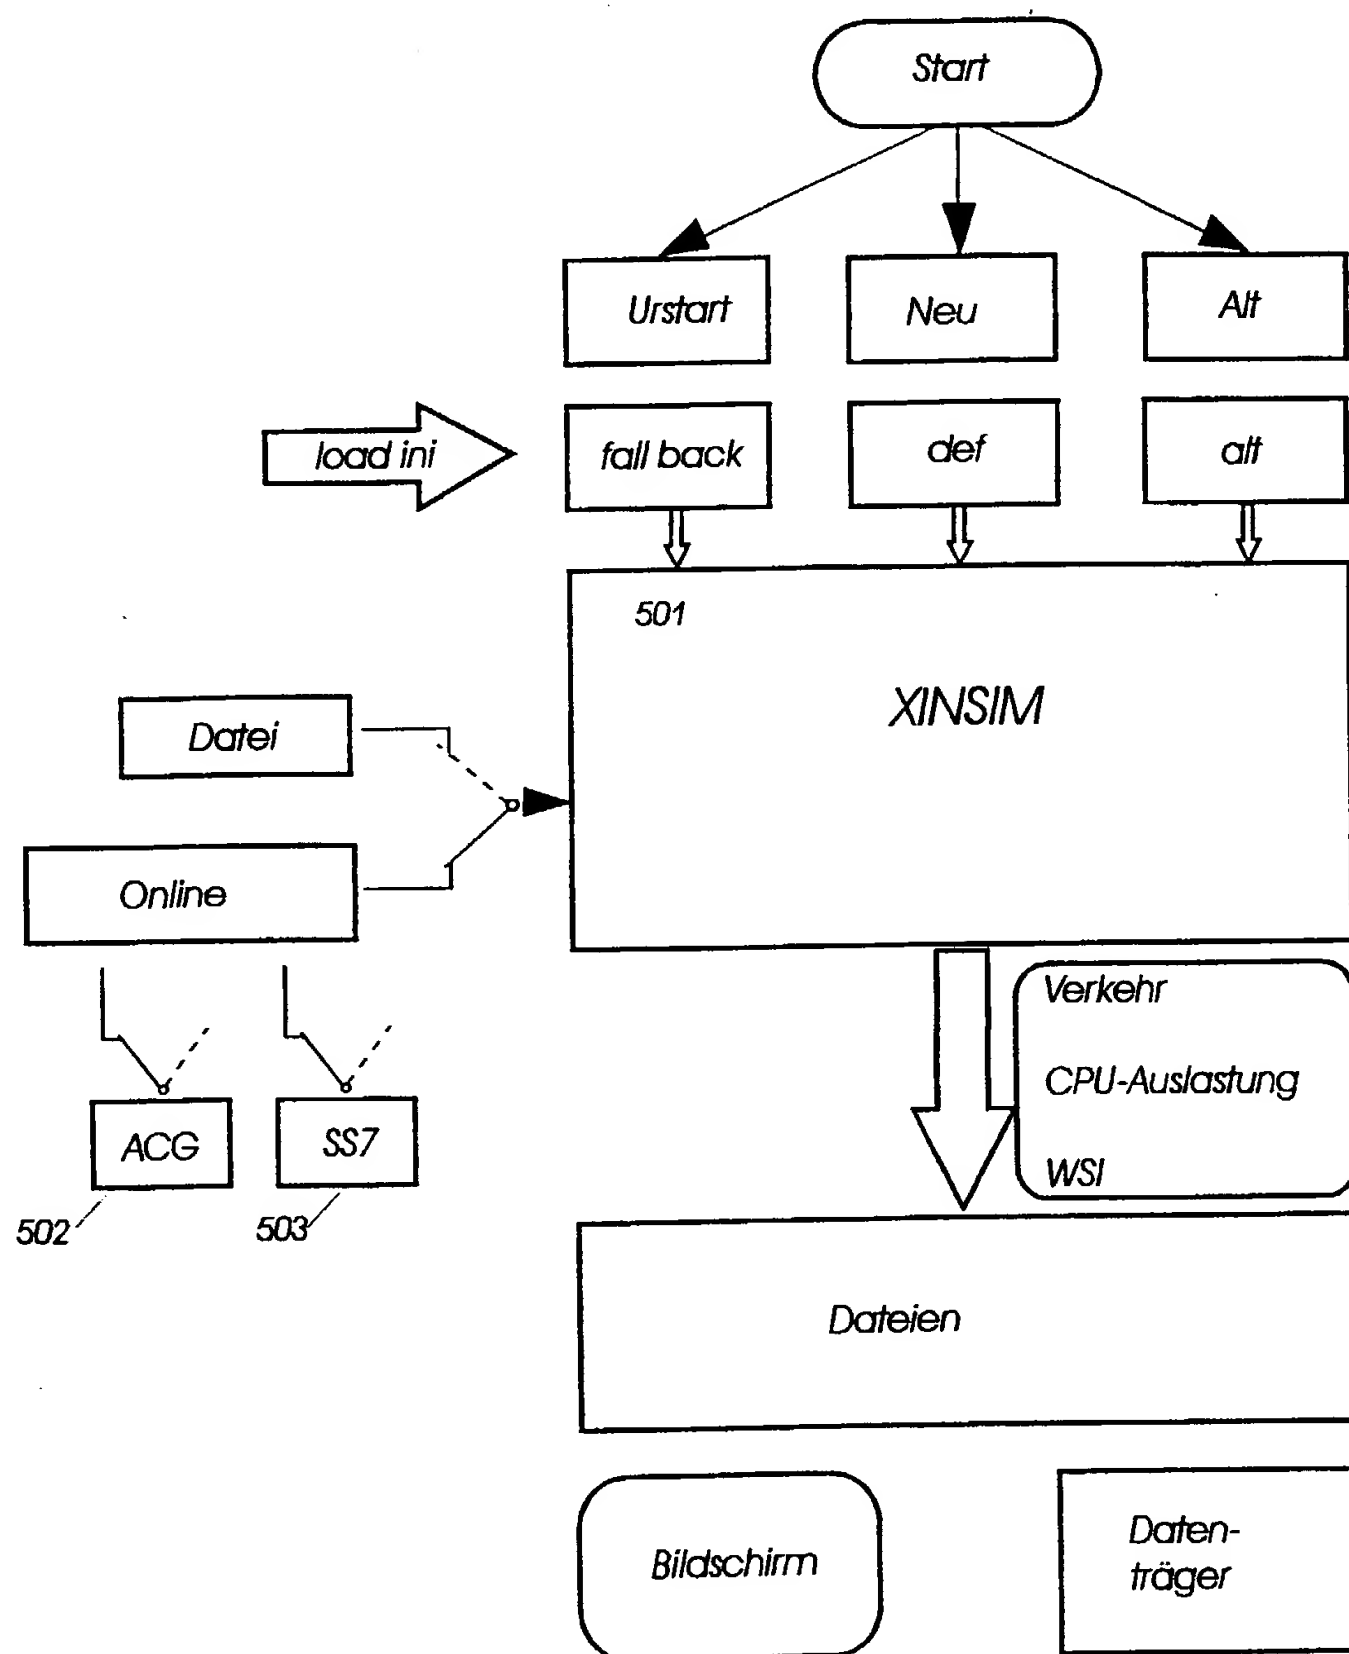 Start
Urstart
Neu
Alt
load ini
fall back
def
alt
501
XINSIM
Datei
Online
Verkehr
CPU-Auslastung
WSI
ACG
SS7
502
503
Dateien
Bildschirm
Daten-
träger